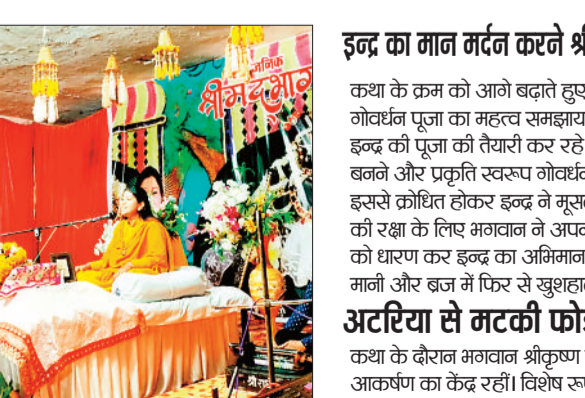 जनिक
श्रीमद् भाग
श्री राधे
इन्द्र का मान मर्दन करने श्री
कथा के क्रम को आगे बढ़ाते हुए
गोवर्धन पूजा का महत्व समझाय
इन्द्र की पूजा की तैयारी कर रहे
बनने और प्रकृति स्वरूप गोवर्धन
इससे क्रोधित होकर इन्द्र ने मूसल
की रक्षा के लिए भगवान ने अपन
को धारण कर इन्द्र का अभिमान
मानी और ब्रज में फिर से खुशहाल
अटरिया से मटकी फोड़
कथा के दौरान भगवान श्रीकृष्ण
आकर्षण का केंद्र रहीं। विशेष रूप